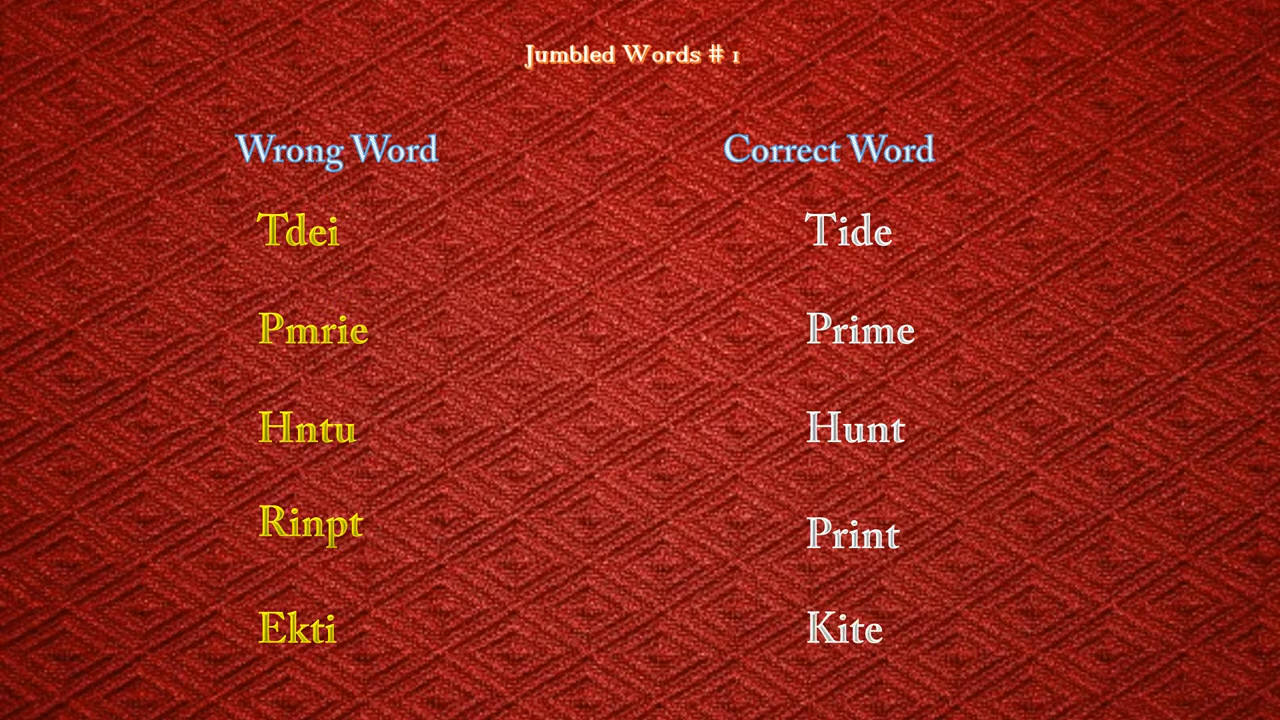 Jumbled Words # 1
Wrong Word Correct Word
Tdei Tide
Pmrie Prime
Hntu Hunt
Rinpt Print
Ekti Kite